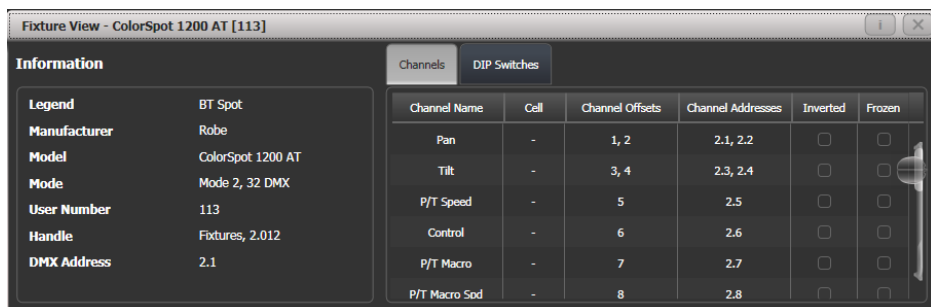 Fixture View - ColorSpot 1200 AT [113]
i X
Information
Channels DIP Switches
Legend BT Spot
Manufacturer Robe
Model ColorSpot 1200 AT
Mode Mode 2, 32 DMX
User Number 113
Handle Fixtures, 2.012
DMX Address 2.1
Channel Name Cell Channel Offsets Channel Addresses Inverted Frozen
Pan - 1, 2 2.1, 2.2
Tilt - 3, 4 2.3, 2.4
P/T Speed - 5 2.5
Control - 6 2.6
P/T Macro - 7 2.7
P/T Macro Spd - 8 2.8